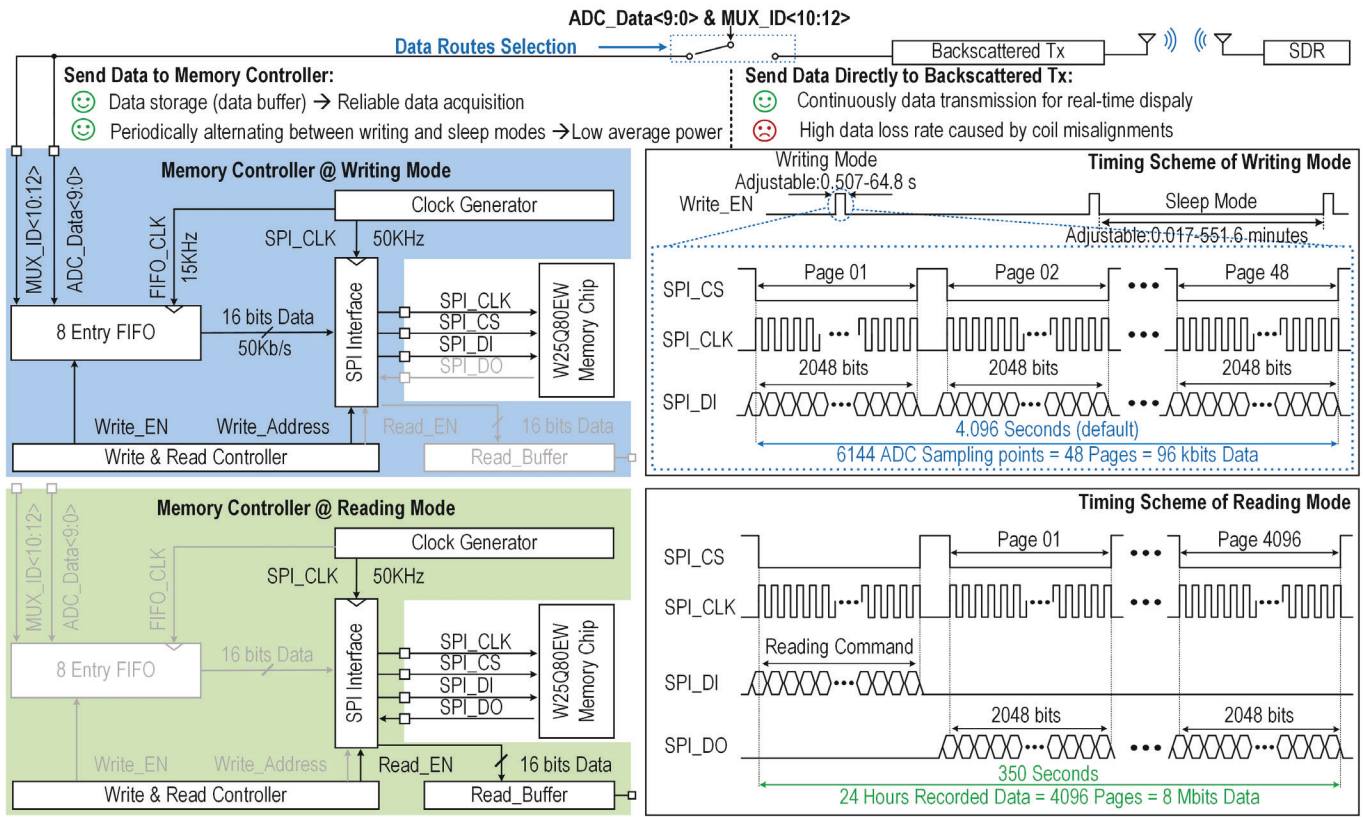 ADC_Data<9:0> & MUX_ID<10:12>
Data Routes Selection
Backscattered Tx
SDR
Send Data to Memory Controller:
Data storage (data buffer) → Reliable data acquisition
Periodically alternating between writing and sleep modes →Low average power
Send Data Directly to Backscattered Tx:
Continuously data transmission for real-time dispaly
High data loss rate caused by coil misalignments
Memory Controller @ Writing Mode
MUX_ID<10:12>
ADC_Data<9:0>
FIFO_CLK
15KHz
Clock Generator
SPI_CLK
50KHz
8 Entry FIFO
16 bits Data
50Kb/s
SPI Interface
SPI_CLK
SPI_CS
SPI_DI
SPI_DO
W25Q80EW
Memory Chip
Write_EN
Write_Address
Read_EN
16 bits Data
Write & Read Controller
Read_Buffer
Timing Scheme of Writing Mode
Writing Mode
Adjustable:0.507-64.8 s
Write_EN
Sleep Mode
Adjustable:0.017-551.6 minutes
SPI_CS
Page 01
Page 02
Page 48
SPI_CLK
2048 bits
2048 bits
2048 bits
SPI_DI
4.096 Seconds (default)
6144 ADC Sampling points = 48 Pages = 96 kbits Data
Memory Controller @ Reading Mode
MUX_ID<10:12>
ADC_Data<9:0>
FIFO_CLK
Clock Generator
SPI_CLK
50KHz
8 Entry FIFO
16 bits Data
SPI Interface
SPI_CLK
SPI_CS
SPI_DI
SPI_DO
W25Q80EW
Memory Chip
Write_EN
Write_Address
Read_EN
16 bits Data
Write & Read Controller
Read_Buffer
Timing Scheme of Reading Mode
SPI_CS
Page 01
Page 4096
SPI_CLK
Reading Command
SPI_DI
2048 bits
2048 bits
SPI_DO
350 Seconds
24 Hours Recorded Data = 4096 Pages = 8 Mbits Data